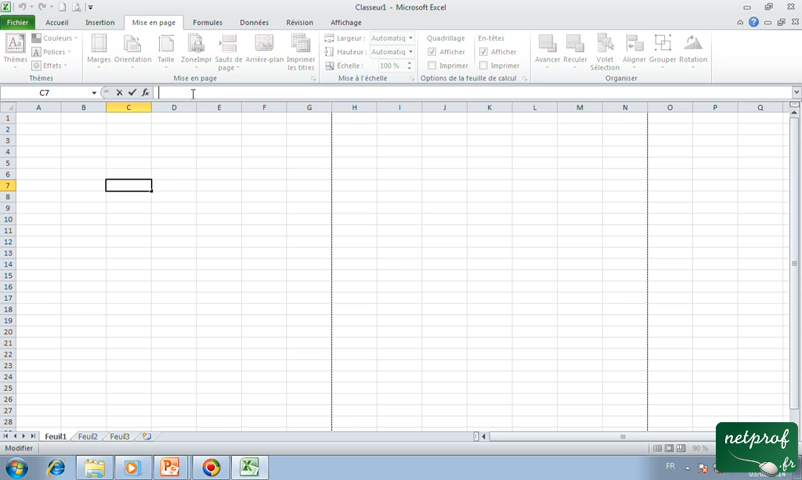 Classeur1 - Microsoft Excel
Fichier Accueil Insertion Mise en page Formules Données Révision Affichage
Thèmes Couleurs Polices Effets Marges Orientation Taille ZoneImpr Sauts de page Arrière-plan Imprimer les titres Largeur : Automatiq Hauteur : Automatiq Échelle : 100 % Quadrillage Afficher Imprimer En-têtes Afficher Imprimer Avancer Reculer Volet Sélection Aligner Grouper Rotation
Thèmes Mise en page Mise à l'échelle Options de la feuille de calcul Organiser
C7 fx
A B C D E F G H I J K L M N O P Q
1
2
3
4
5
6
7
8
9
10
11
12
13
14
15
16
17
18
19
20
21
22
23
24
25
26
27
28
Feuil1 Feuil2 Feuil3
Modifier 90 %
FR
netprof
.fr